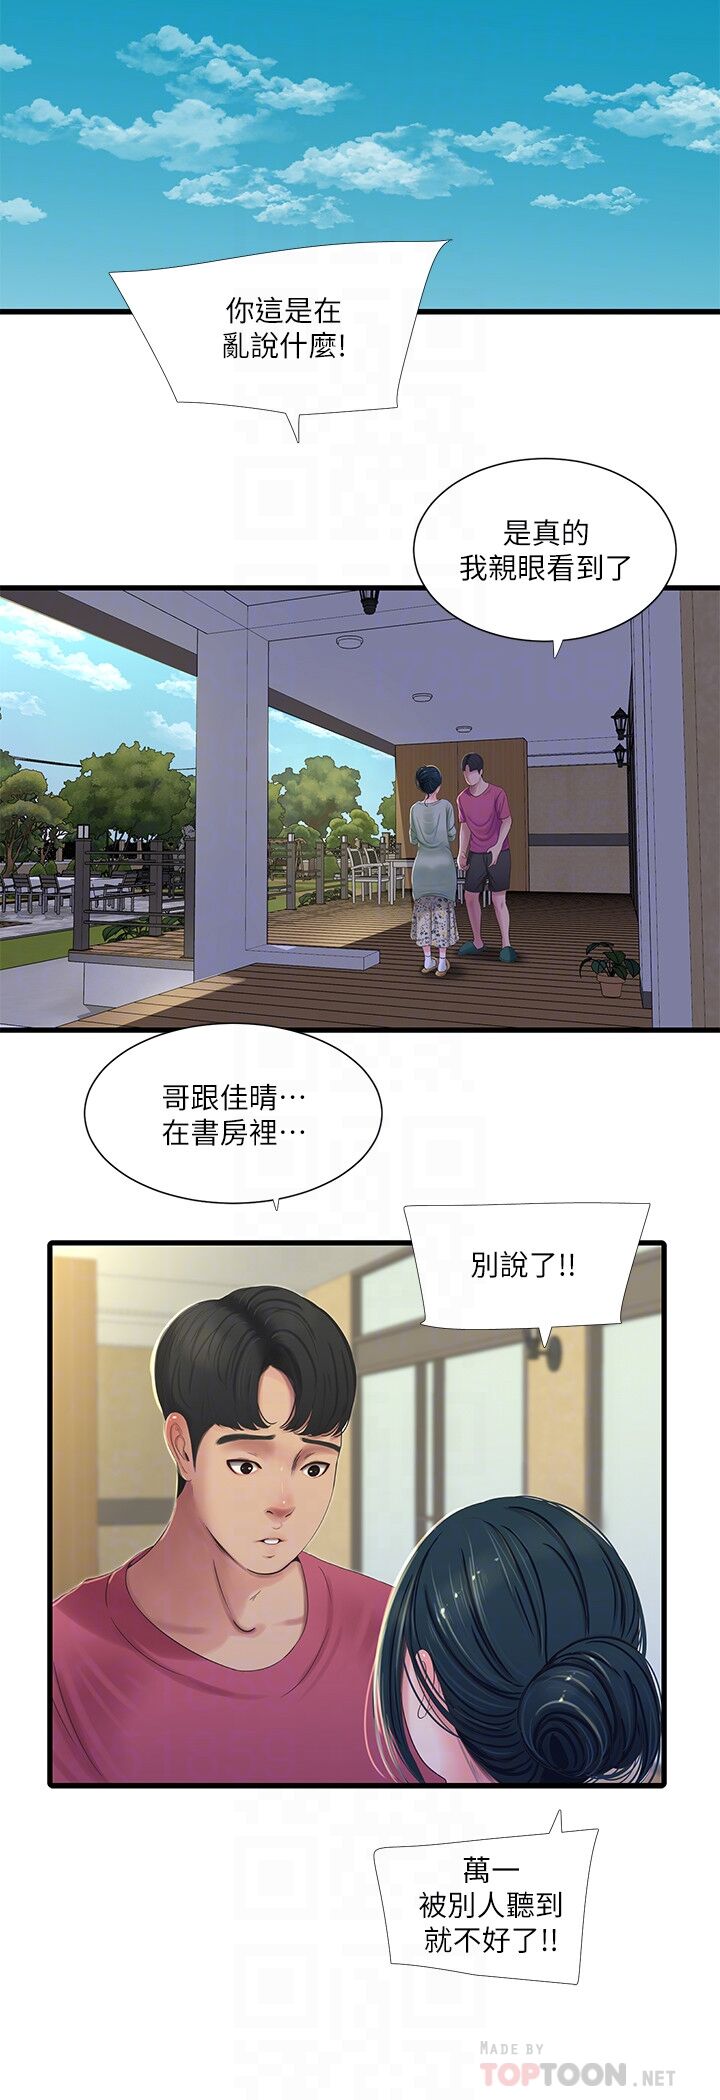 你這是在
亂說什麼!
是真的
我親眼看到了
哥跟佳晴⋯
在書房裡⋯
別說了!!
萬一
被別人聽到
就不好了!!
MADE BY
TOPTOON.NET